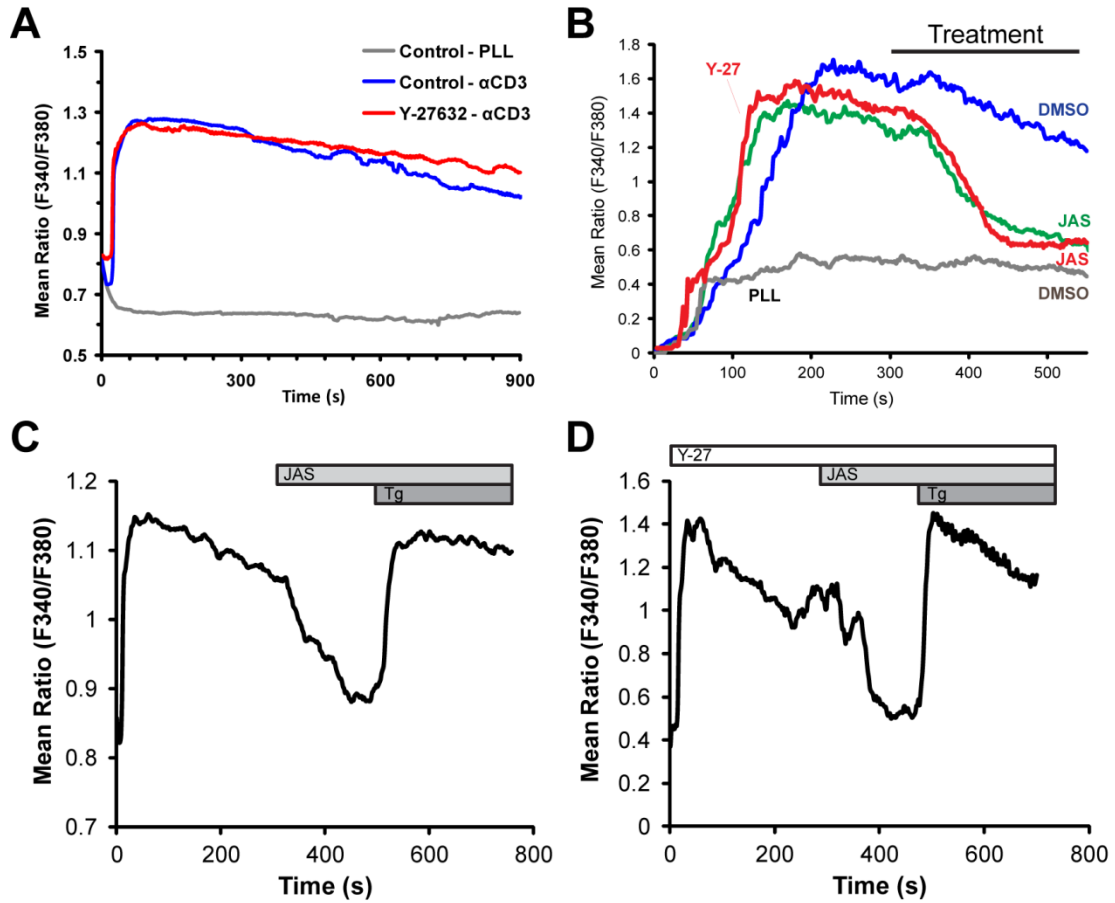 A
Control - PLL
Control - αCD3
Y-27632 - αCD3
Mean Ratio (F340/F380)
1.5
1.3
1.1
0.9
0.7
0.5
0
300
600
900
Time (s)
B
Treatment
Y-27
DMSO
JAS
JAS
DMSO
PLL
Mean Ratio (F340/F380)
1.8
1.6
1.4
1.2
1
0.8
0.6
0.4
0.2
0
0
100
200
300
400
500
Time (s)
C
JAS
Tg
Mean Ratio (F340/F380)
1.2
1.1
1
0.9
0.8
0.7
0
200
400
600
800
Time (s)
D
Y-27
JAS
Tg
Mean Ratio (F340/F380)
1.6
1.4
1.2
1
0.8
0.6
0.4
0.2
0
0
200
400
600
800
Time (s)